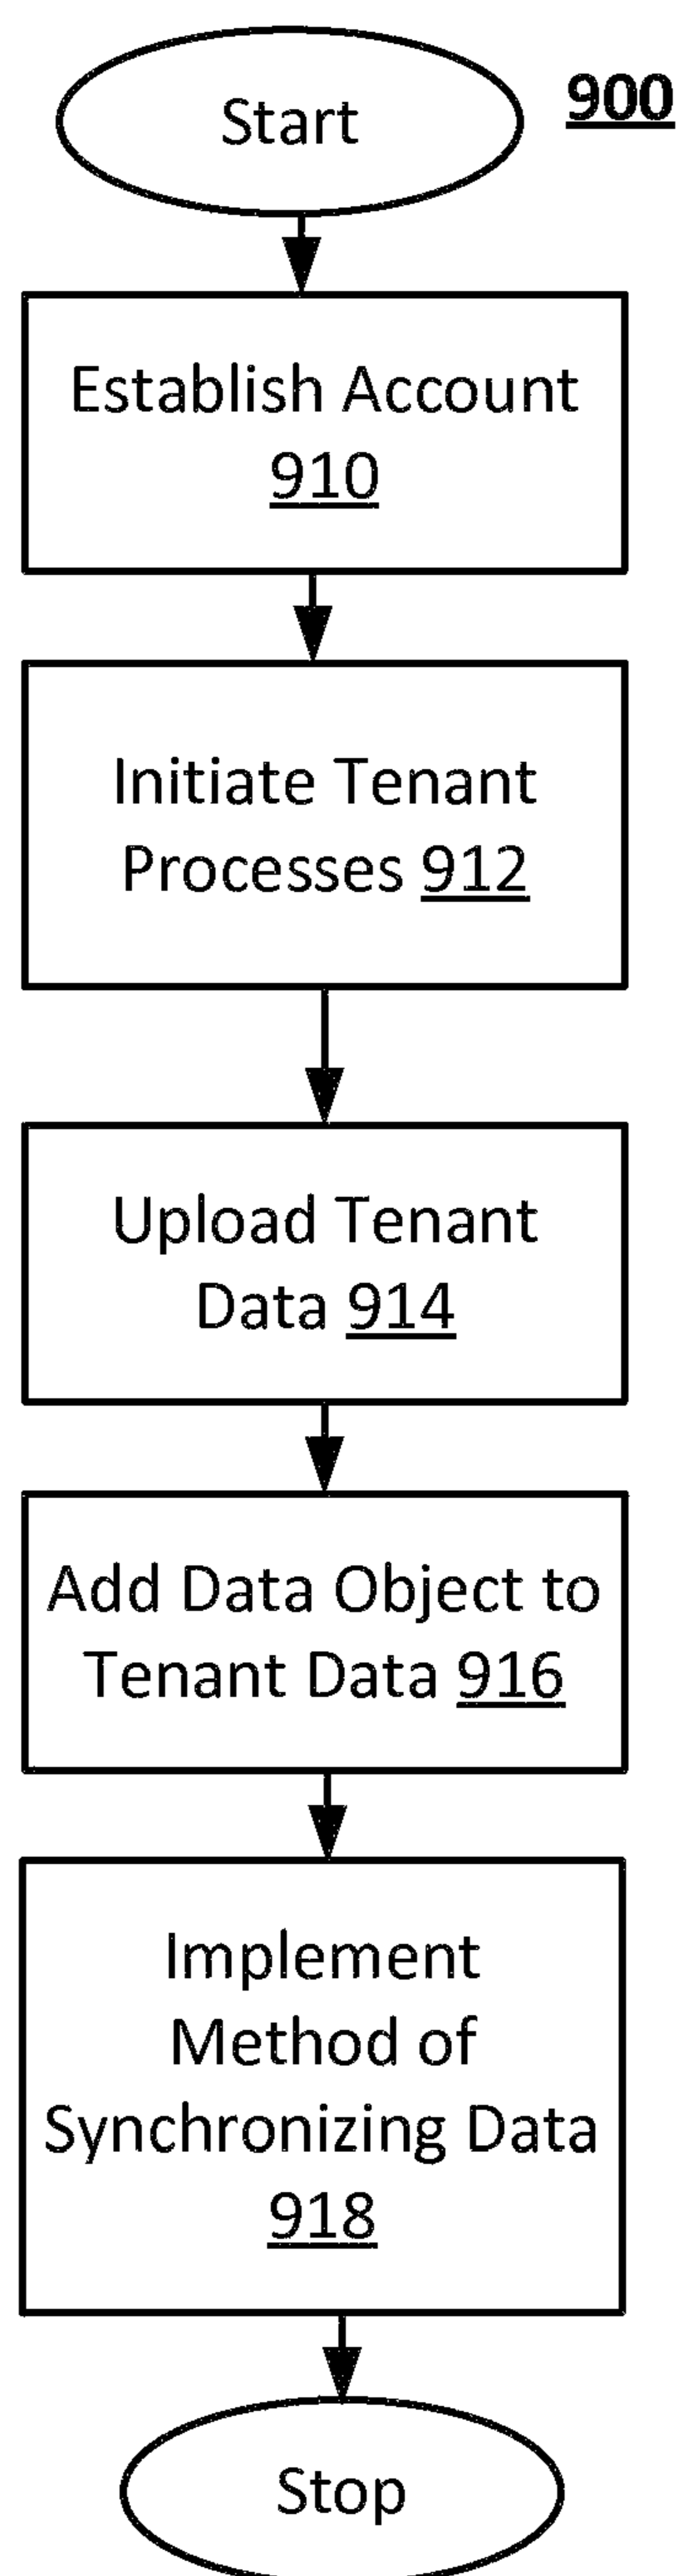 Start
900
Establish Account
910
Initiate Tenant
Processes 912
Upload Tenant
Data 914
Add Data Object to
Tenant Data 916
Implement
Method of
Synchronizing Data
918
Stop